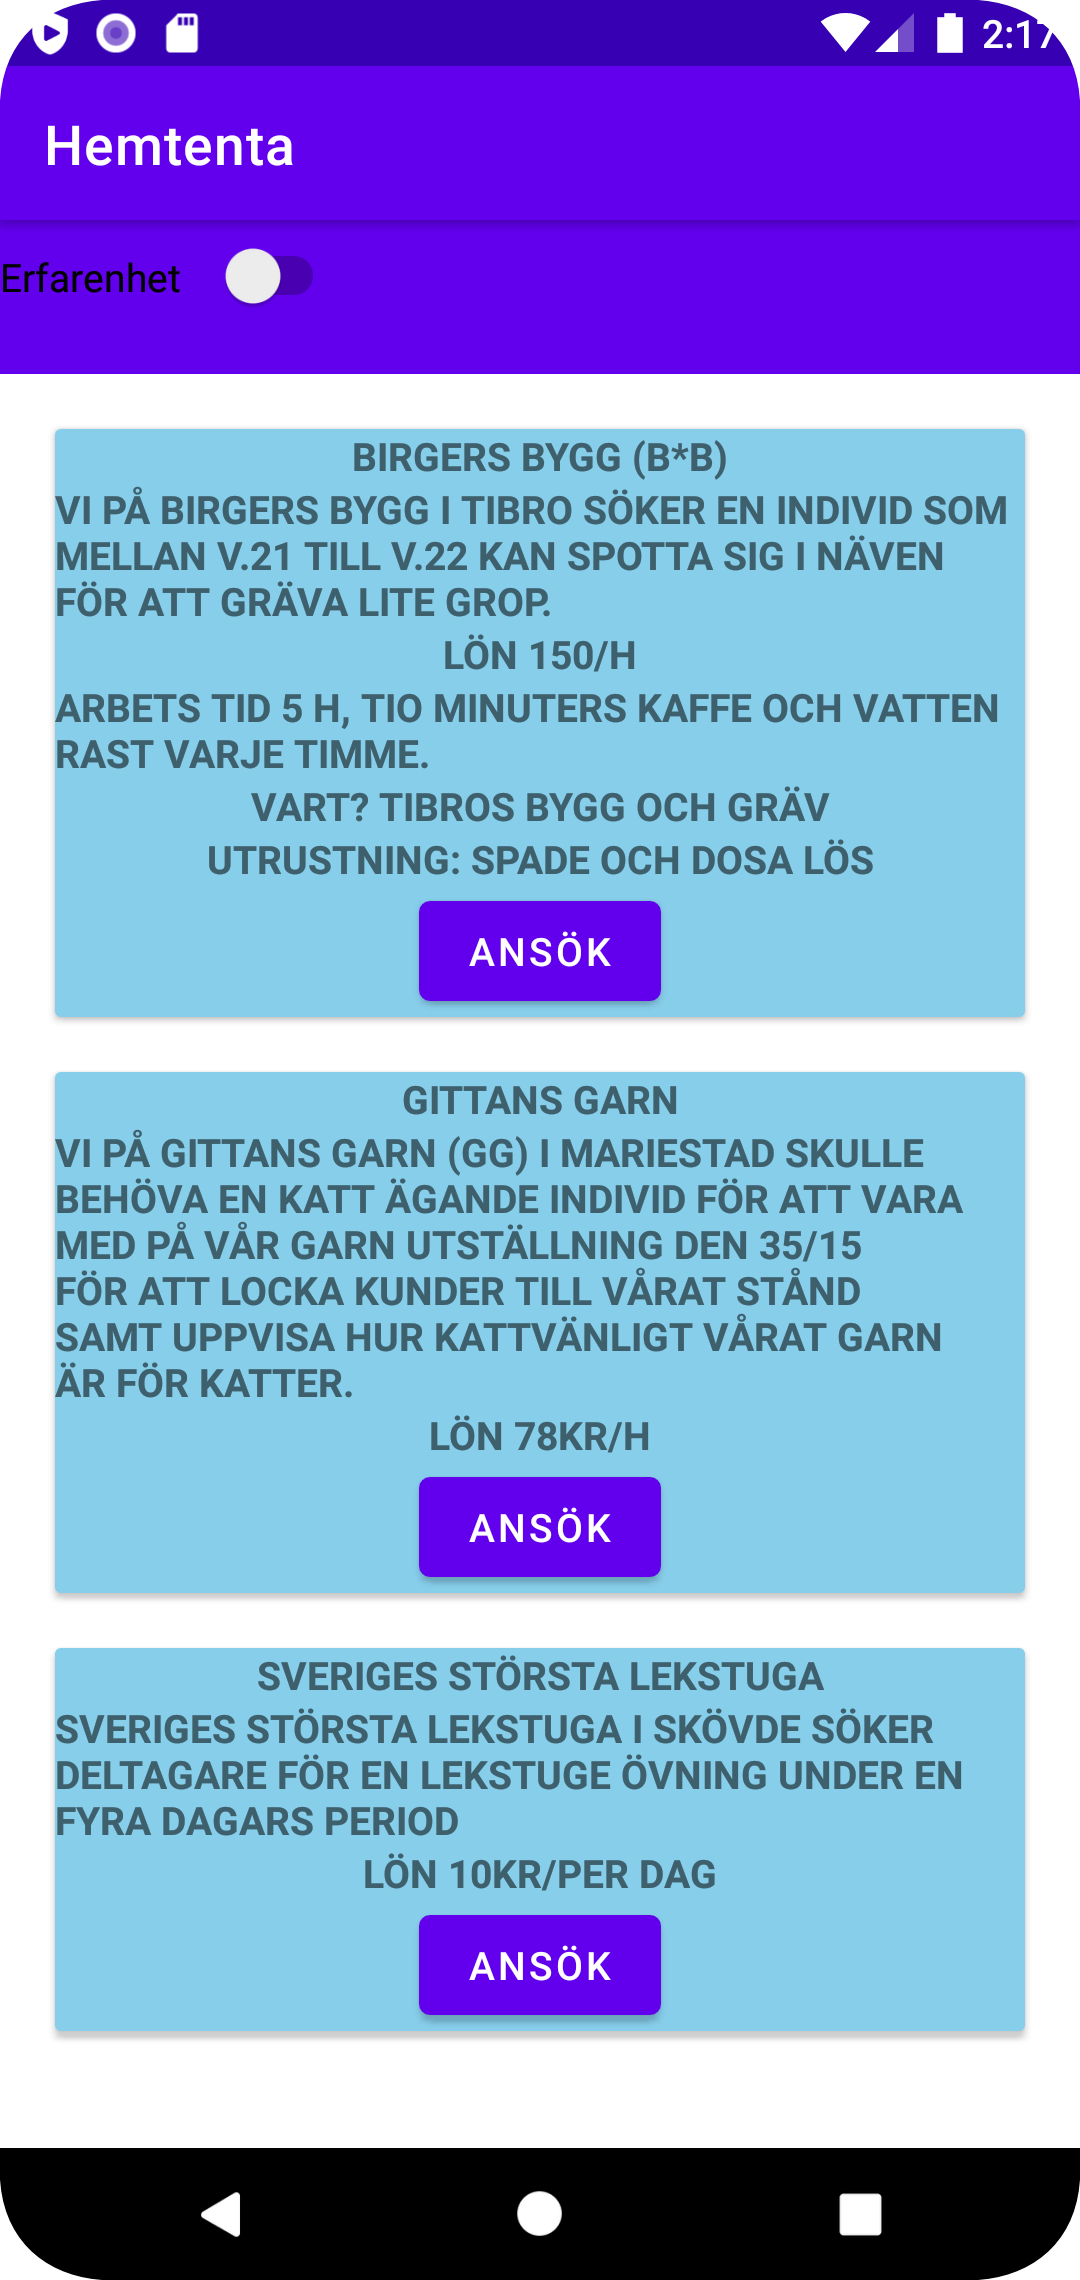 2:17
Hemtenta
Erfarenhet
BIRGERS BYGG (B*B)
VI PÅ BIRGERS BYGG I TIBRO SÖKER EN INDIVID SOM
MELLAN V.21 TILL V.22 KAN SPOTTA SIG I NÄVEN
FÖR ATT GRÄVA LITE GROP.
LÖN 150/H
ARBETS TID 5 H, TIO MINUTERS KAFFE OCH VATTEN
RAST VARJE TIMME.
VART? TIBROS BYGG OCH GRÄV
UTRUSTNING: SPADE OCH DOSA LÖS
ANSÖK
GITTANS GARN
VI PÅ GITTANS GARN (GG) I MARIESTAD SKULLE
BEHÖVA EN KATT ÄGANDE INDIVID FÖR ATT VARA
MED PÅ VÅR GARN UTSTÄLLNING DEN 35/15
FÖR ATT LOCKA KUNDER TILL VÅRAT STÅND
SAMT UPPVISA HUR KATTVÄNLIGT VÅRAT GARN
ÄR FÖR KATTER.
LÖN 78KR/H
ANSÖK
SVERIGES STÖRSTA LEKSTUGA
SVERIGES STÖRSTA LEKSTUGA I SKÖVDE SÖKER
DELTAGARE FÖR EN LEKSTUGE ÖVNING UNDER EN
FYRA DAGARS PERIOD
LÖN 10KR/PER DAG
ANSÖK